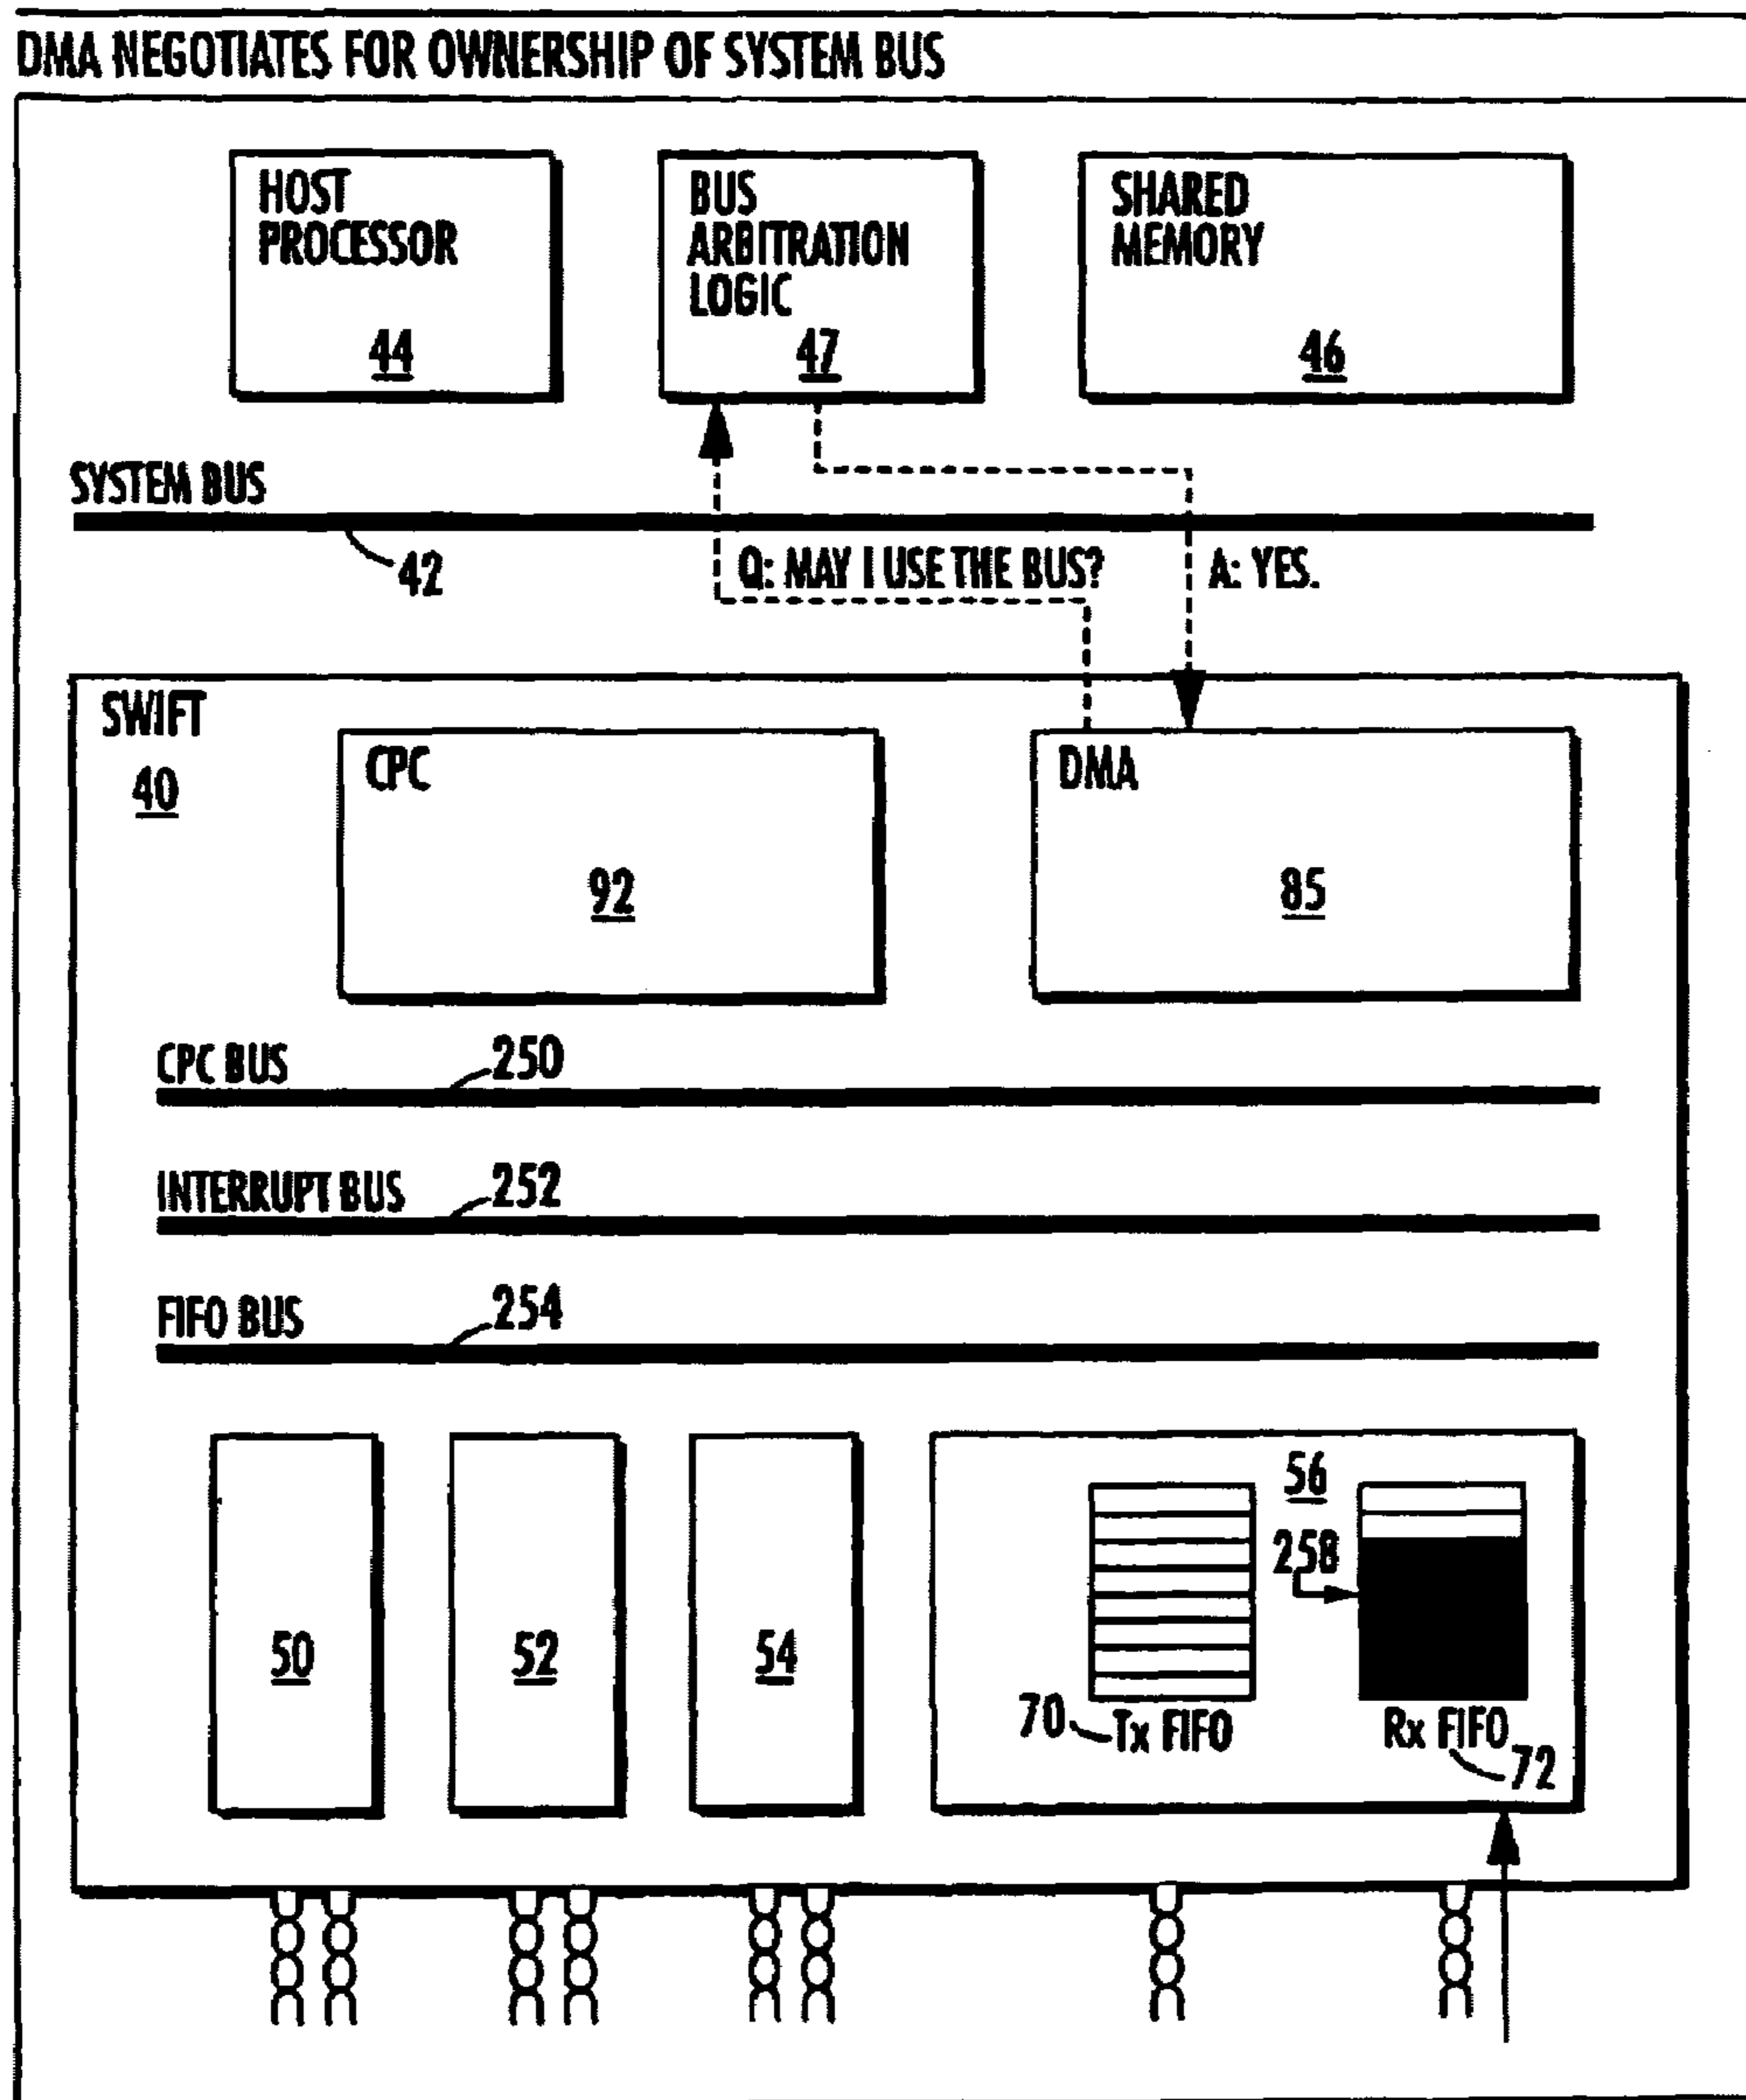 DMA NEGOTIATES FOR OWNERSHIP OF SYSTEM BUS
HOST
PROCESSOR
44
BUS
ARBITRATION
LOGIC
47
SHARED
MEMORY
46
SYSTEM BUS
42
Q: MAY I USE THE BUS?
A: YES.
SWIFT
40
CPC
92
DMA
85
CPC BUS
250
INTERRUPT BUS
252
FIFO BUS
254
50
52
54
56
258
70
Tx FIFO
Rx FIFO
72